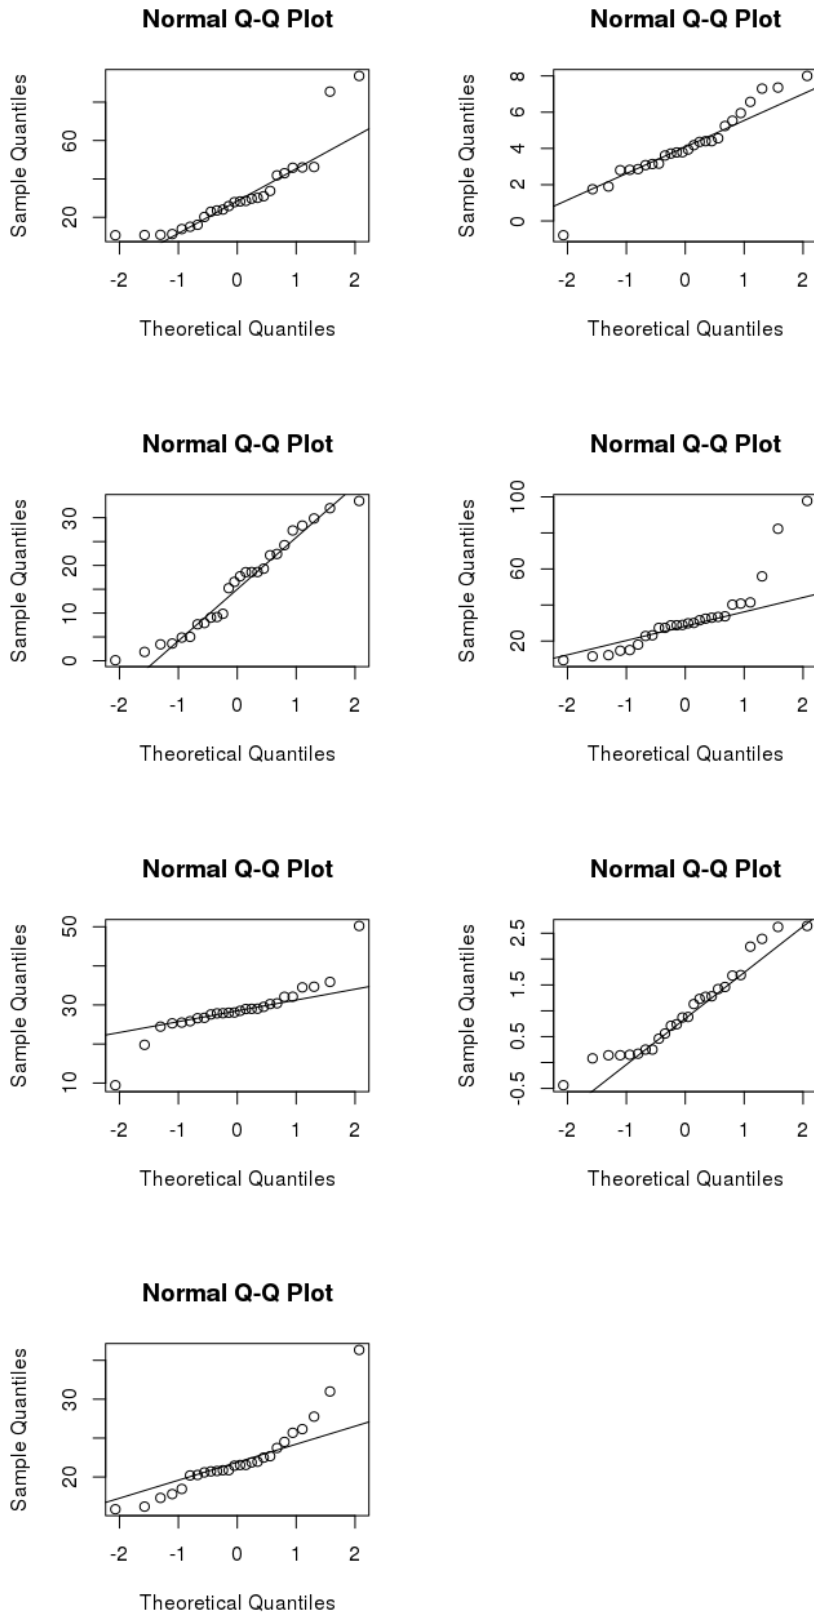 Normal Q-Q Plot
Sample Quantiles
20 60
-2 -1 0 1 2
Theoretical Quantiles
Normal Q-Q Plot
Sample Quantiles
0 2 4 6 8
-2 -1 0 1 2
Theoretical Quantiles
Normal Q-Q Plot
Sample Quantiles
0 10 20 30
-2 -1 0 1 2
Theoretical Quantiles
Normal Q-Q Plot
Sample Quantiles
20 60 100
-2 -1 0 1 2
Theoretical Quantiles
Normal Q-Q Plot
Sample Quantiles
10 30 50
-2 -1 0 1 2
Theoretical Quantiles
Normal Q-Q Plot
Sample Quantiles
-0.5 0.5 1.5 2.5
-2 -1 0 1 2
Theoretical Quantiles
Normal Q-Q Plot
Sample Quantiles
20 30
-2 -1 0 1 2
Theoretical Quantiles